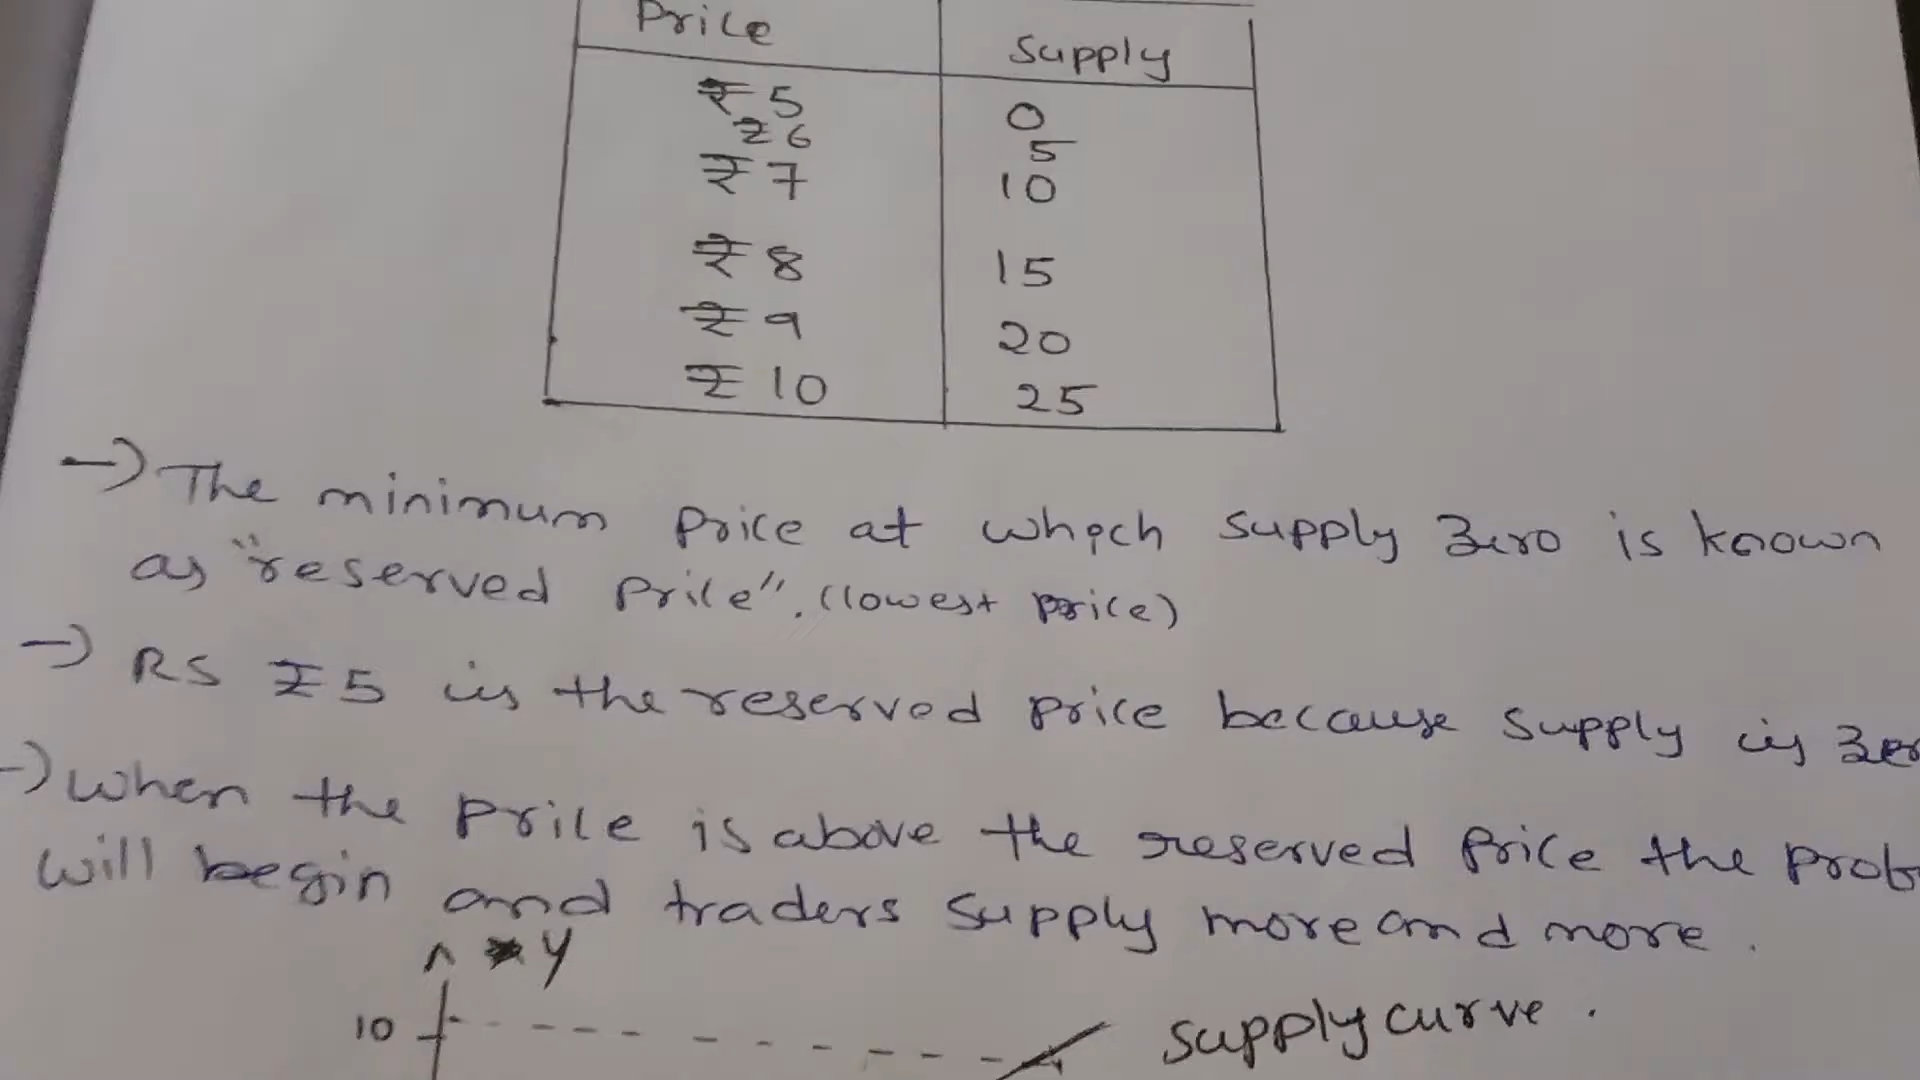 Price Supply
₹ 5 0
₹ 6 5
₹ 7 10
₹ 8 15
₹ 9 20
₹ 10 25
→ The minimum price at which supply zero is known
as "reserved price". (lowest price)
→ RS ₹5 is the reserved price because supply is zero
→ when the price is above the reserved price the
will begin and traders supply more and more.
Y
10 supply curve.